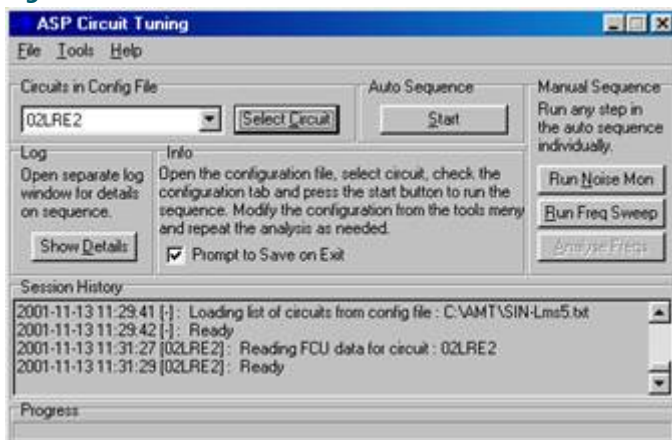 ASP Circuit Tuning
File Tools Help
Circuits in Config File
02LRE2
Select Circuit
Auto Sequence
Start
Manual Sequence
Run any step in
the auto sequence
individually.
Run Noise Mon
Run Freq Sweep
Analyse Freqs
Log
Open separate log
window for details
on sequence.
Show Details
Info
Open the configuration file, select circuit, check the
configuration tab and press the start button to run the
sequence. Modify the configuration from the tools meny
and repeat the analysis as needed.
Prompt to Save on Exit
Session History
2001-11-13 11:29:41 [-] : Loading list of circuits from config file : C:\AMT\SIN-Lms5.txt
2001-11-13 11:29:42 [-] : Ready
2001-11-13 11:31:27 [02LRE2] : Reading FCU data for circuit : 02LRE2
2001-11-13 11:31:29 [02LRE2] : Ready
Progress